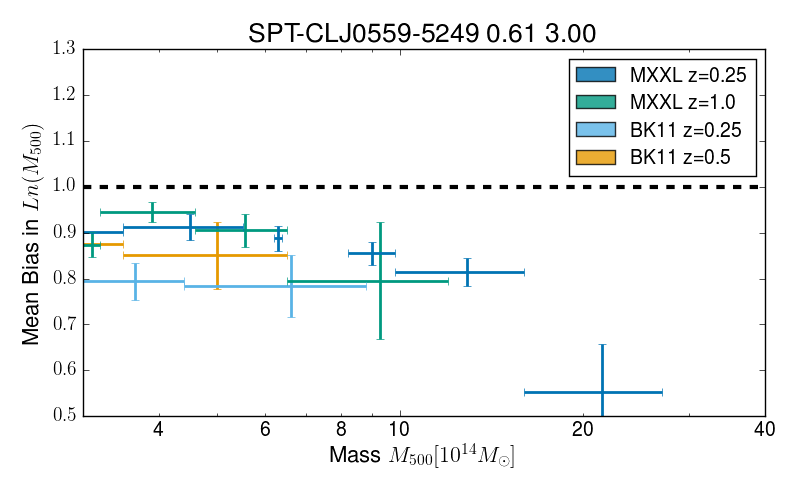 SPT-CLJ0559-5249 0.61 3.00
1.3
1.2
1.1
1.0
0.9
0.8
0.7
0.6
0.5
Mean Bias in Ln(M500)
MXXL z=0.25
MXXL z=1.0
BK11 z=0.25
BK11 z=0.5
4 6 8 10 20 40
Mass M500[10^14 M⊙]